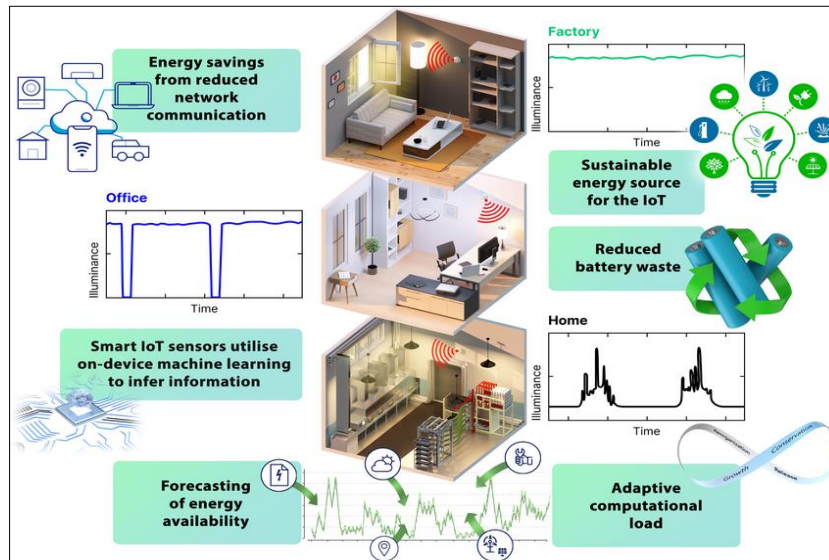 Energy savings
from reduced
network
communication
Factory
Illuminance
Time
Sustainable
energy source
for the IoT
Office
Illuminance
Time
Reduced
battery waste
Smart IoT sensors utilise
on-device machine learning
to infer information
Home
Illuminance
Time
Forecasting
of energy
availability
Adaptive
computational
load
Reorganization
Conservation
Growth
Release